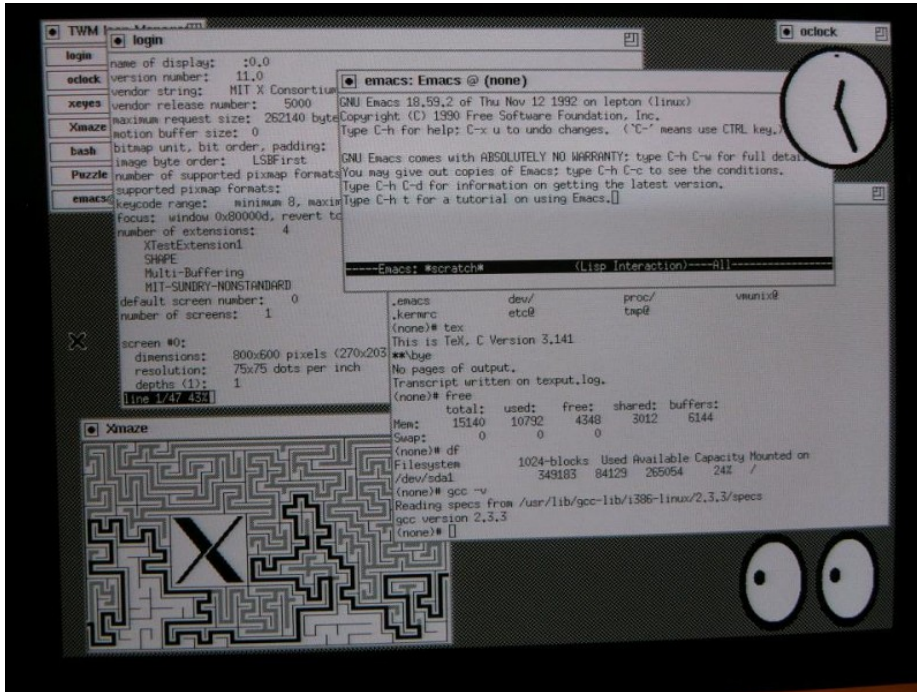 TWM
login
oclock
xeyes
Xmaze
bash
Puzzle
emacs
login
name of display: :0.0
version number: 11.0
vendor string: MIT X Consortium
vendor release number: 5000
maximum request size: 262140 byte
motion buffer size: 0
bitmap unit, bit order, padding:
image byte order: LSBFirst
number of supported pixmap formats
supported pixmap formats:
keycode range: minimum 8, maxim
focus: window 0x80000d, revert to
number of extensions: 4
XTestExtension1
SHAPE
Multi-Buffering
MIT-SUNDRY-NONSTANDARD
default screen number: 0
number of screens: 1
screen #0:
dimensions: 800x600 pixels (270x203
resolution: 75x75 dots per inch
depths (1): 1
line 1/47 43%
emacs: Emacs @ (none)
GNU Emacs 18.59.2 of Thu Nov 12 1992 on lepton (linux)
Copyright (C) 1990 Free Software Foundation, Inc.
Type C-h for help; C-x u to undo changes. (`C-' means use CTRL key.)
GNU Emacs comes with ABSOLUTELY NO WARRANTY; type C-h C-w for full detai
You may give out copies of Emacs; type C-h C-c to see the conditions.
Type C-h C-d for information on getting the latest version.
Type C-h t for a tutorial on using Emacs.
-----Emacs: *scratch* (Lisp Interaction)----All-----
oclock
.emacs dev/ proc/ vmunix@
.kermrc etc@ tmp@
(none)# tex
This is TeX, C Version 3.141
**\bye
No pages of output.
Transcript written on texput.log.
(none)# free
total: used: free: shared: buffers:
Mem: 15140 10792 4348 3012 6144
Swap: 0 0 0
(none)# df
Filesystem 1024-blocks Used Available Capacity Mounted on
/dev/sda1 349183 84129 265054 24% /
(none)# gcc -v
Reading specs from /usr/lib/gcc-lib/i386-linux/2.3.3/specs
gcc version 2.3.3
(none)#
Xmaze
X